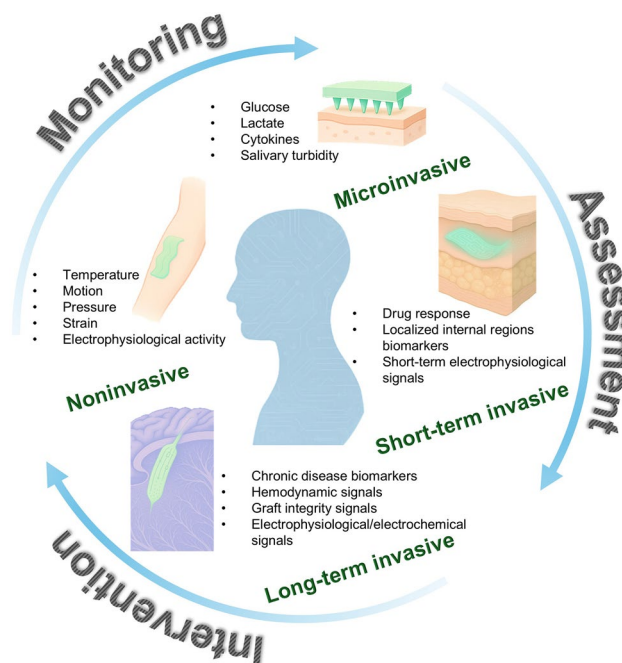 Monitoring
• Glucose
• Lactate
• Cytokines
• Salivary turbidity
Microinvasive
Assessment
• Temperature
• Motion
• Pressure
• Strain
• Electrophysiological activity
Noninvasive
• Drug response
• Localized internal regions
biomarkers
• Short-term electrophysiological
signals
Short-term invasive
• Chronic disease biomarkers
• Hemodynamic signals
• Graft integrity signals
• Electrophysiological/electrochemical
signals
Long-term invasive
Intervention